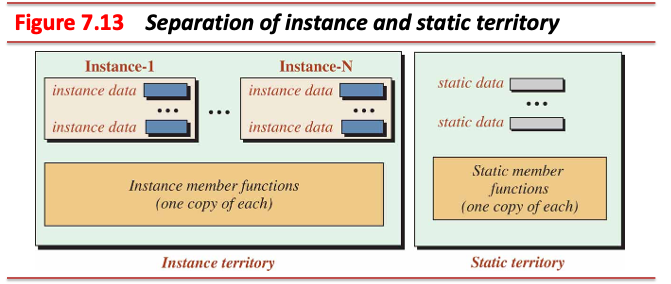 Figure 7.13 Separation of instance and static territory
Instance-1
instance data
...
instance data
...
Instance-N
instance data
...
instance data
Instance member functions
(one copy of each)
Instance territory
static data
...
static data
Static member
functions
(one copy of each)
Static territory